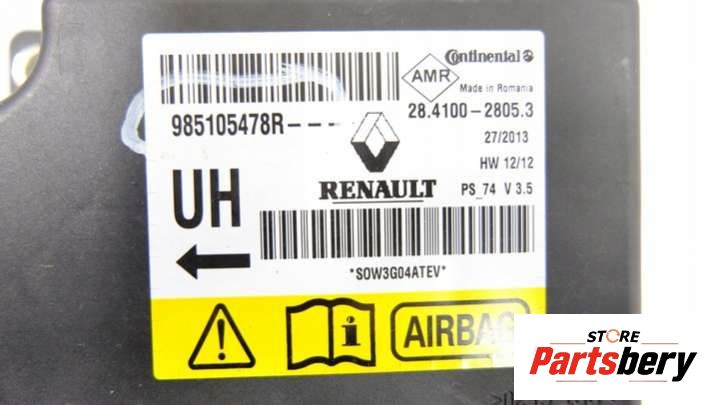 Continental
AMR
Made in Romania
985105478R---
28.4100-2805.3
27/2013
HW 12/12
UH
RENAULT
PS_74 V 3.5
*SOW3G04ATEV*
i
AIRBAG
STORE
Partsbery